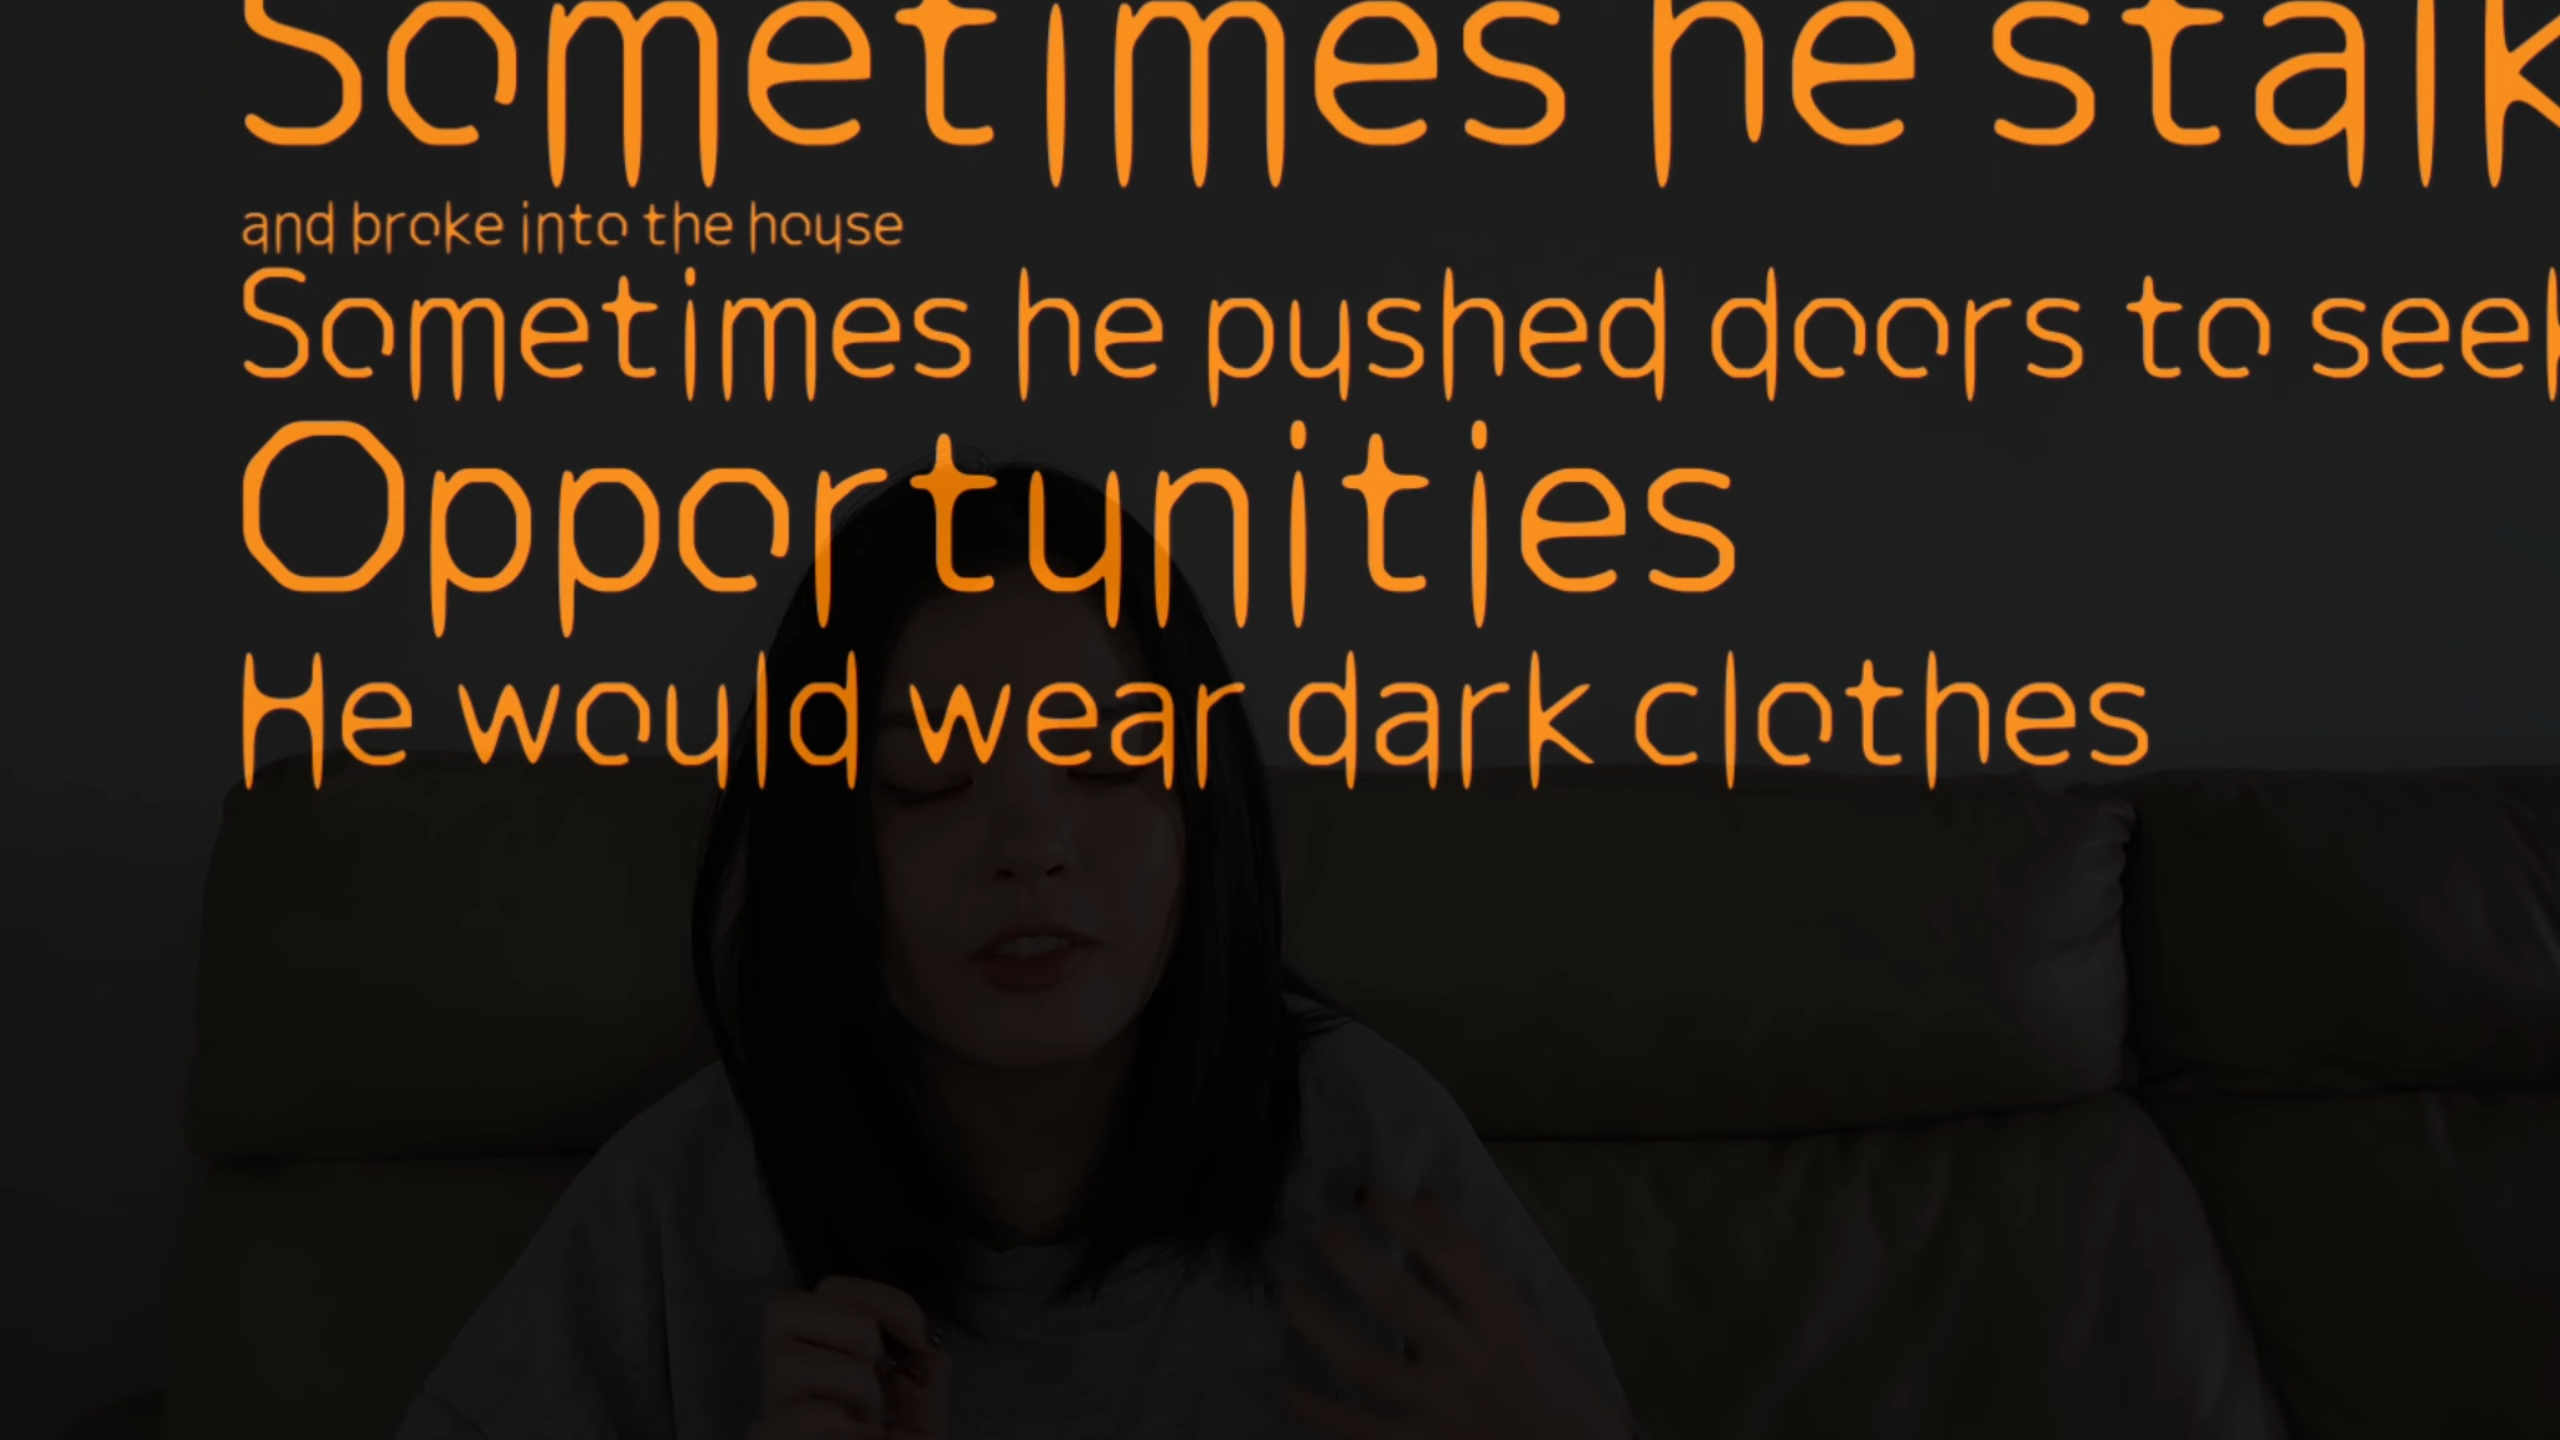 Sometimes he stalk
and broke into the house
Sometimes he pushed doors to seek
Opportunities
He would wear dark clothes